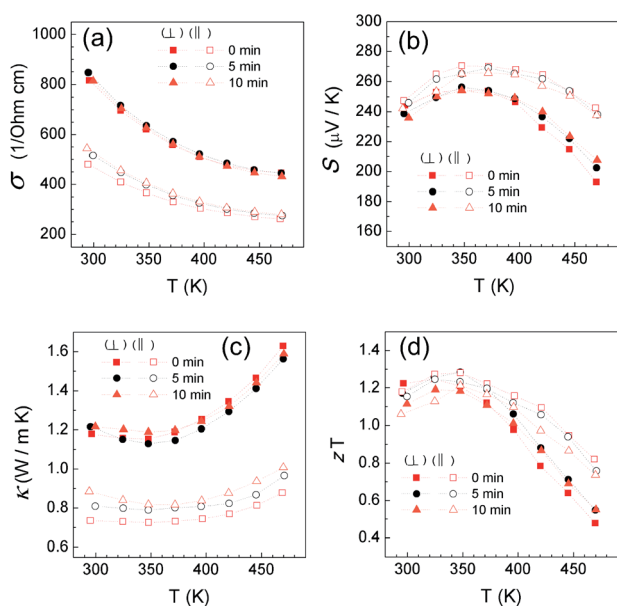 (a)
(⊥) (∥)
0 min
5 min
10 min
σ (1/Ohm cm)
1000
800
600
400
200
300 350 400 450
T (K)
(b)
S (μV / K)
300
280
260
240
220
200
180
160
(⊥) (∥)
0 min
5 min
10 min
300 350 400 450
T (K)
(c)
(⊥) (∥)
0 min
5 min
10 min
κ (W / m K)
1.6
1.4
1.2
1.0
0.8
0.6
300 350 400 450
T (K)
(d)
zT
1.4
1.2
1.0
0.8
0.6
0.4
(⊥) (∥)
0 min
5 min
10 min
300 350 400 450
T (K)